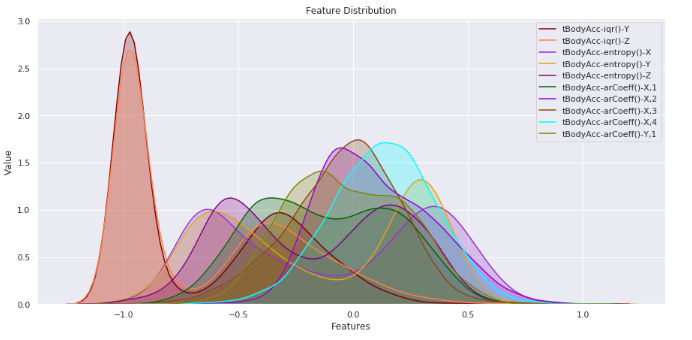 Feature Distribution
3.0
2.5
2.0
1.5
1.0
0.5
0.0
Value
tBodyAcc-iqr()-Y
tBodyAcc-iqr()-Z
tBodyAcc-entropy()-X
tBodyAcc-entropy()-Y
tBodyAcc-entropy()-Z
tBodyAcc-arCoeff()-X,1
tBodyAcc-arCoeff()-X,2
tBodyAcc-arCoeff()-X,3
tBodyAcc-arCoeff()-X,4
tBodyAcc-arCoeff()-Y,1
−1.0 −0.5 0.0 0.5 1.0
Features